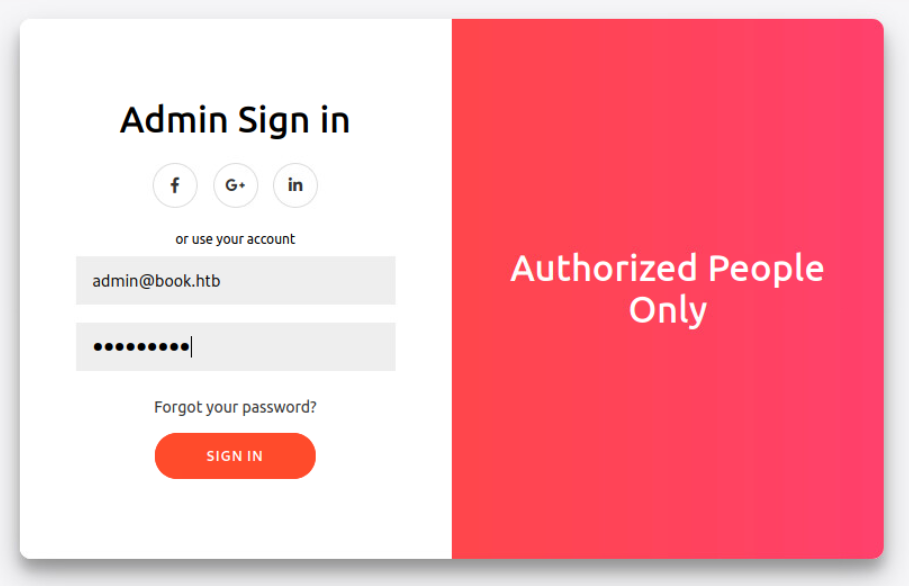 Admin Sign in
f G+ in
or use your account
admin@book.htb
●●●●●●●●●
Forgot your password?
SIGN IN
Authorized People
Only